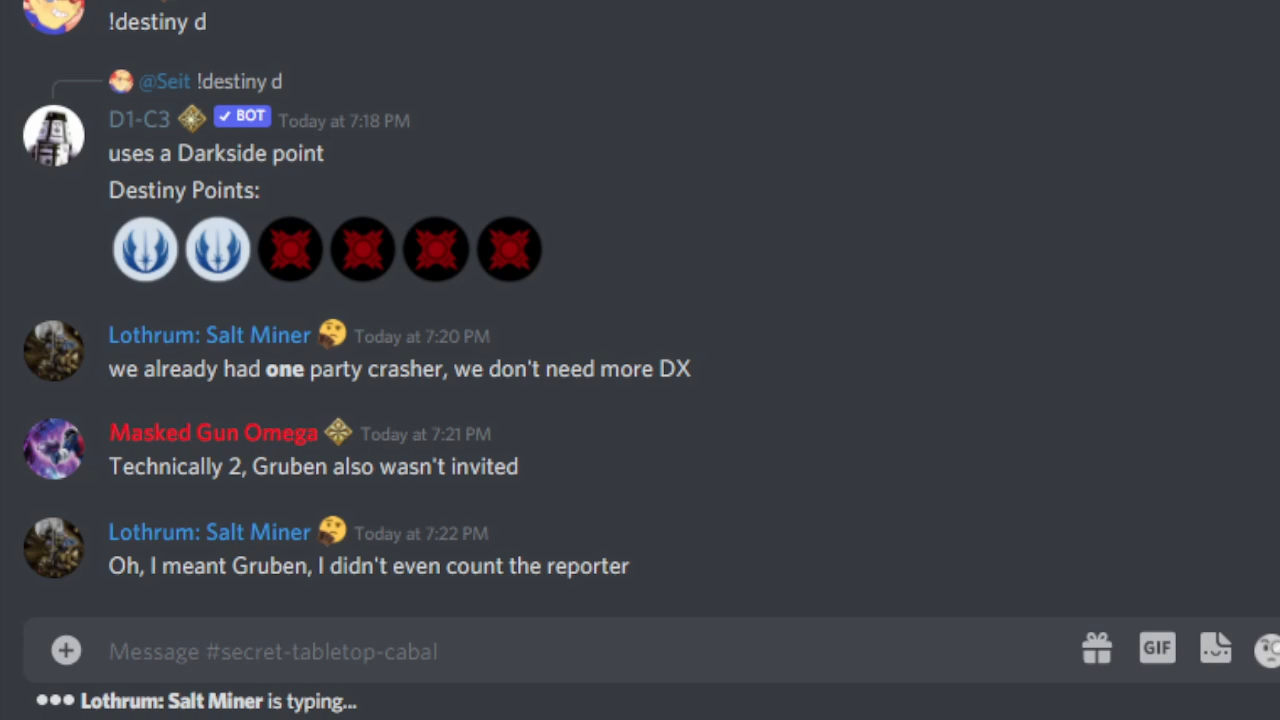 !destiny d
@Seit !destiny d
D1-C3 ✓ BOT Today at 7:18 PM
uses a Darkside point
Destiny Points:
Lothrum: Salt Miner Today at 7:20 PM
we already had one party crasher, we don't need more DX
Masked Gun Omega Today at 7:21 PM
Technically 2, Gruben also wasn't invited
Lothrum: Salt Miner Today at 7:22 PM
Oh, I meant Gruben, I didn't even count the reporter
Message #secret-tabletop-cabal GIF
Lothrum: Salt Miner is typing...